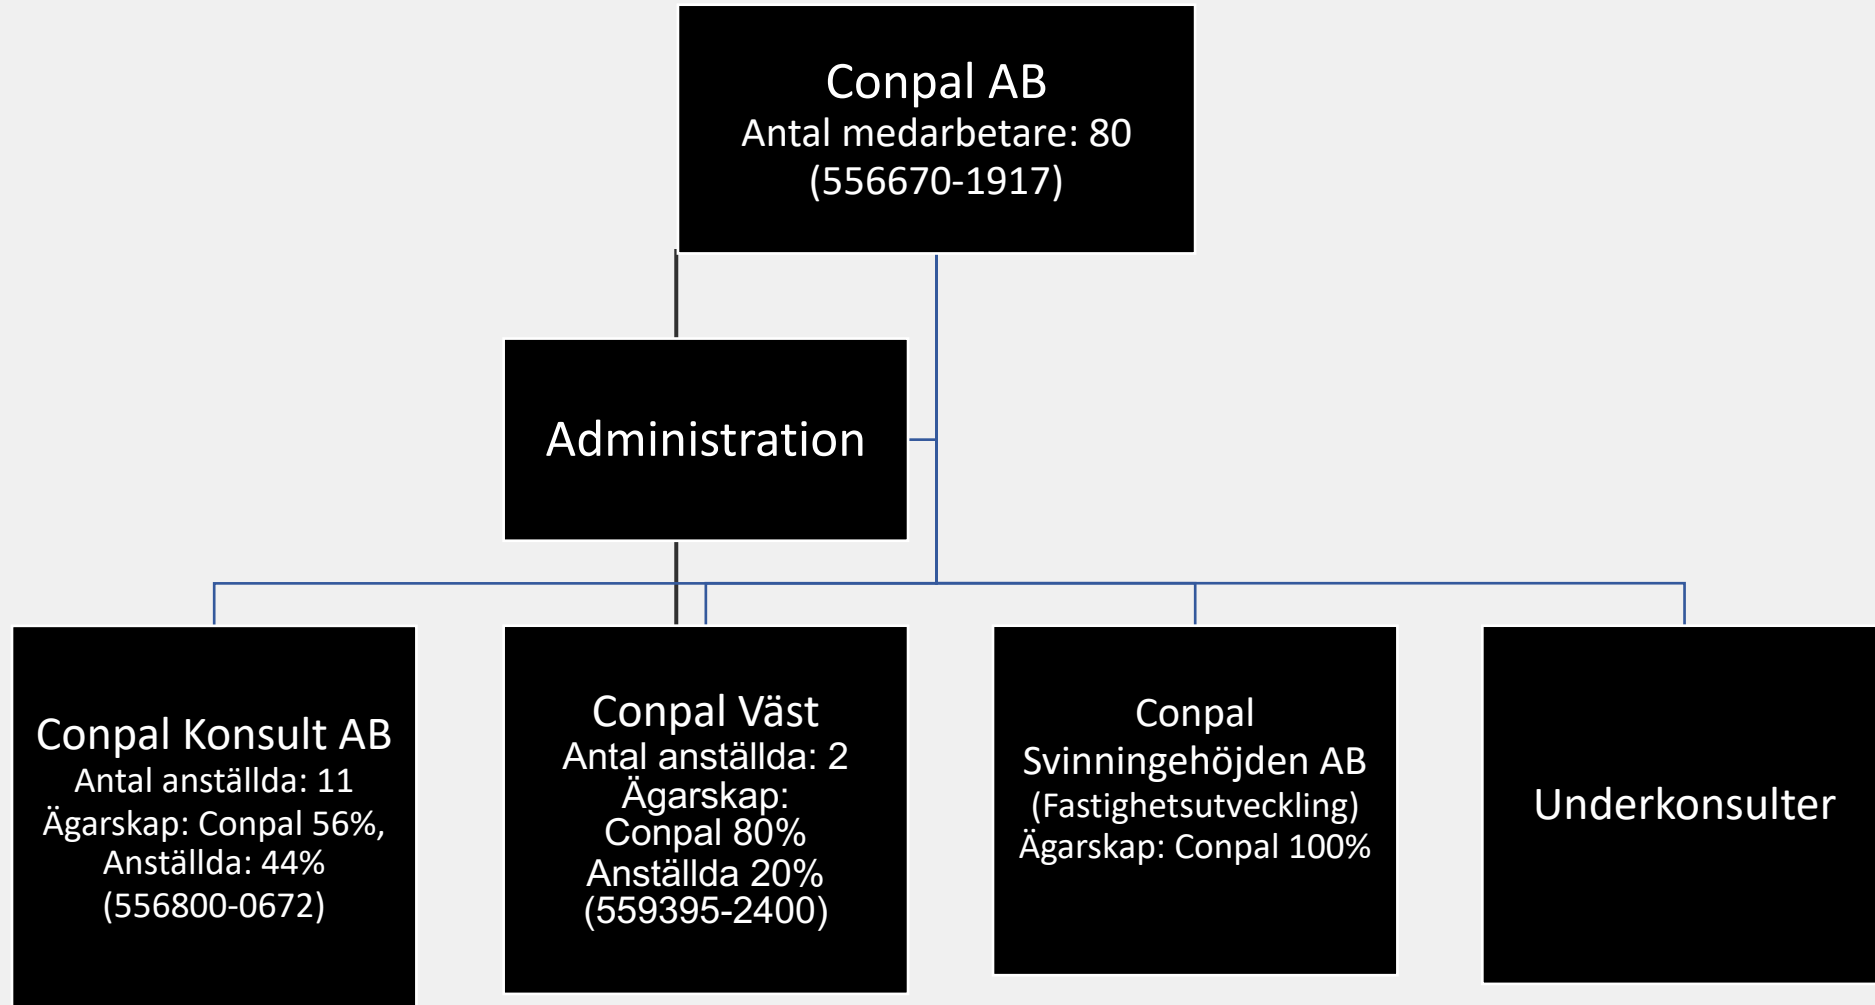 Conpal AB
Antal medarbetare: 80
(556670-1917)
Administration
Conpal Konsult AB
Antal anställda: 11
Ägarskap: Conpal 56%,
Anställda: 44%
(556800-0672)
Conpal Väst
Antal anställda: 2
Ägarskap:
Conpal 80%
Anställda 20%
(559395-2400)
Conpal
Svinningehöjden AB
(Fastighetsutveckling)
Ägarskap: Conpal 100%
Underkonsulter